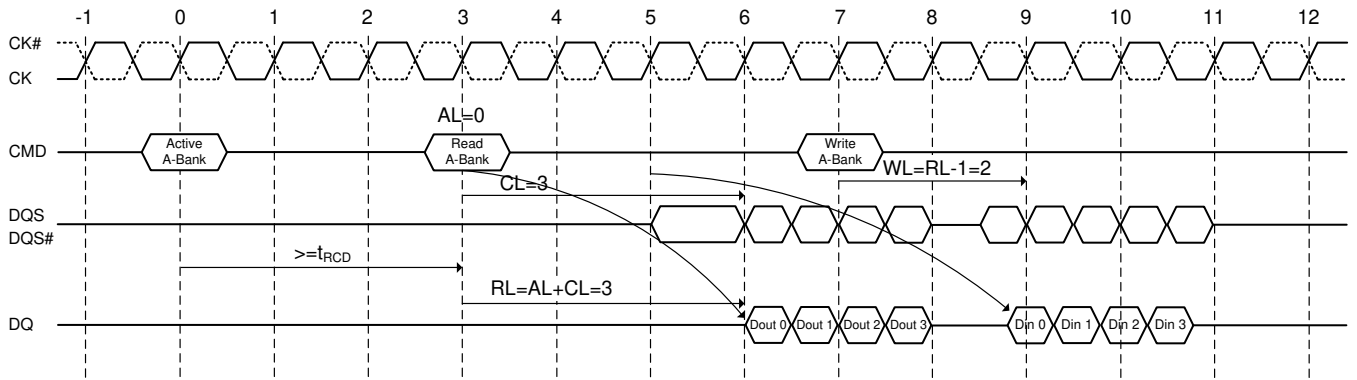 -1 0 1 2 3 4 5 6 7 8 9 10 11 12
CK#
CK
AL=0
CMD
Active
A-Bank
Read
A-Bank
Write
A-Bank
WL=RL-1=2
CL=3
DQS
DQS#
>=tRCD
RL=AL+CL=3
DQ
Dout 0 Dout 1 Dout 2 Dout 3 Din 0 Din 1 Din 2 Din 3